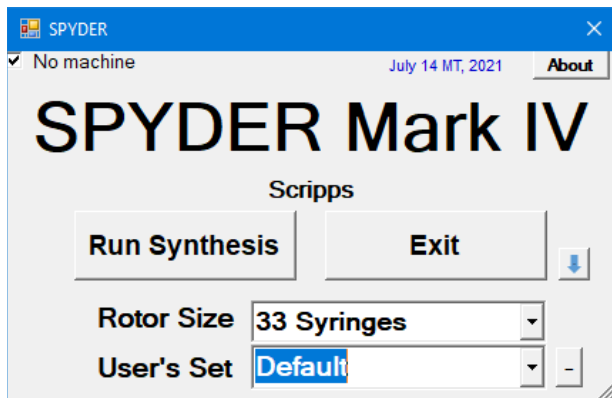 SPYDER
No machine
July 14 MT, 2021
About
SPYDER Mark IV
Scripps
Run Synthesis
Exit
Rotor Size
33 Syringes
User's Set
Default
-